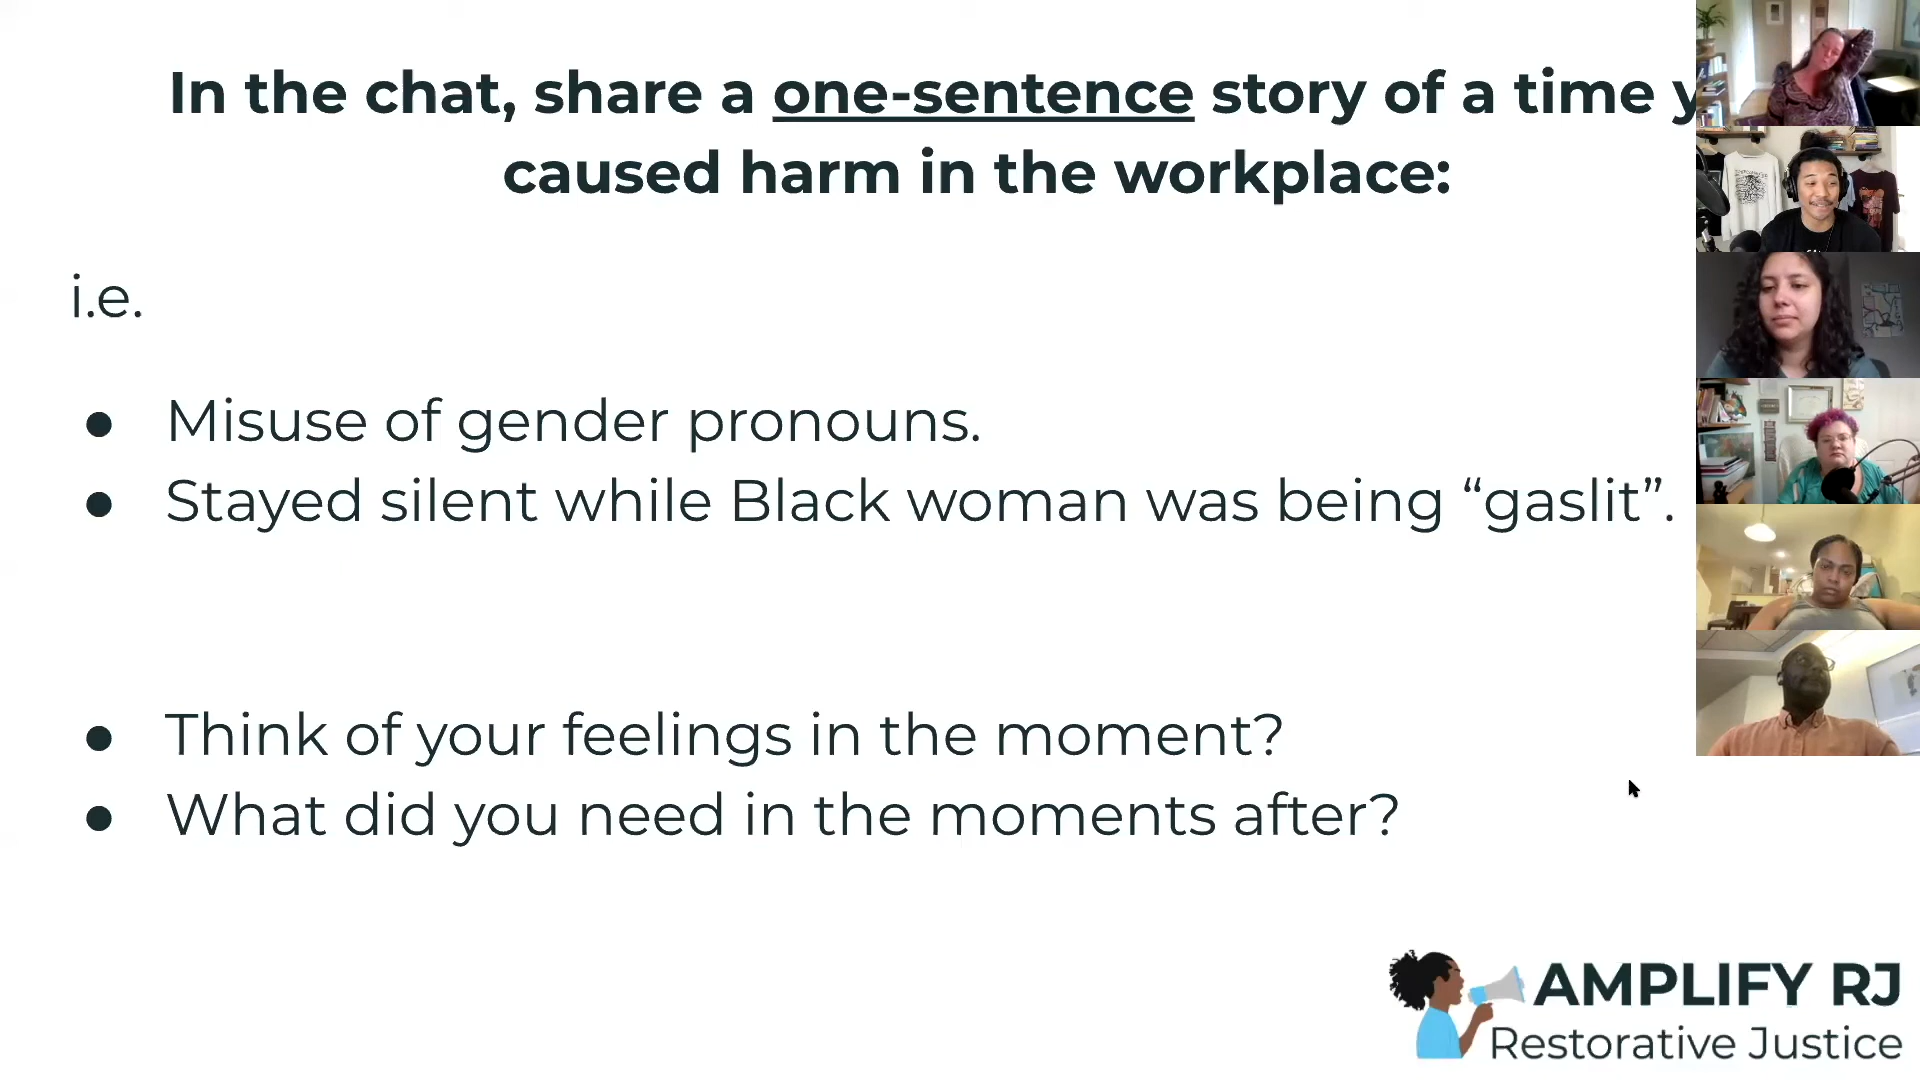 In the chat, share a one-sentence story of a time y
caused harm in the workplace:
i.e.
● Misuse of gender pronouns.
● Stayed silent while Black woman was being “gaslit”.
● Think of your feelings in the moment?
● What did you need in the moments after?
AMPLIFY RJ
Restorative Justice